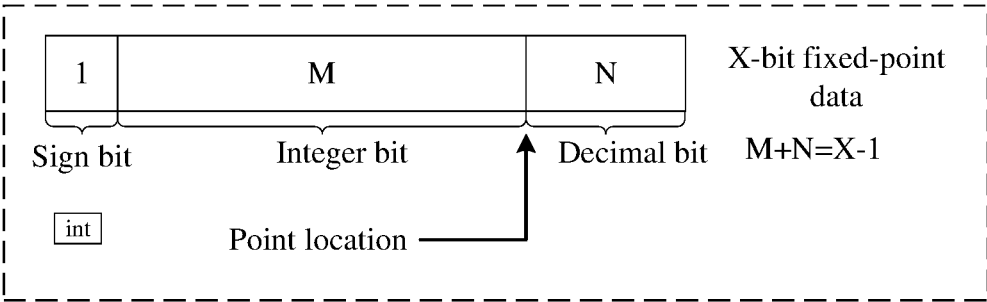 1
M
N
X-bit fixed-point
data
Sign bit
Integer bit
Decimal bit
M+N=X-1
int
Point location